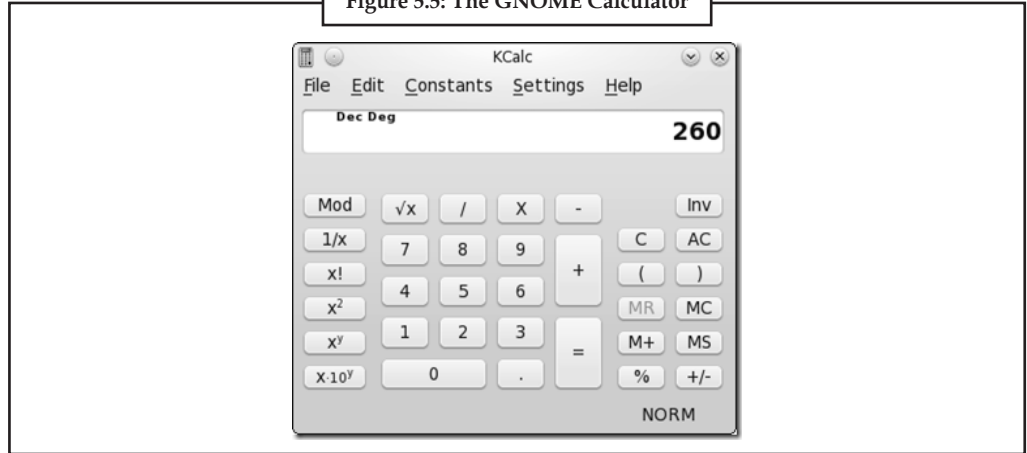 Figure 5.5: The GNOME Calculator
KCalc
File Edit Constants Settings Help
Dec Deg
260
Mod √x / X - Inv
1/x 7 8 9 + C AC
x! 4 5 6 ( )
x² 1 2 3 = MR MC
xʸ M+ MS
X·10ʸ 0 . % +/-
NORM